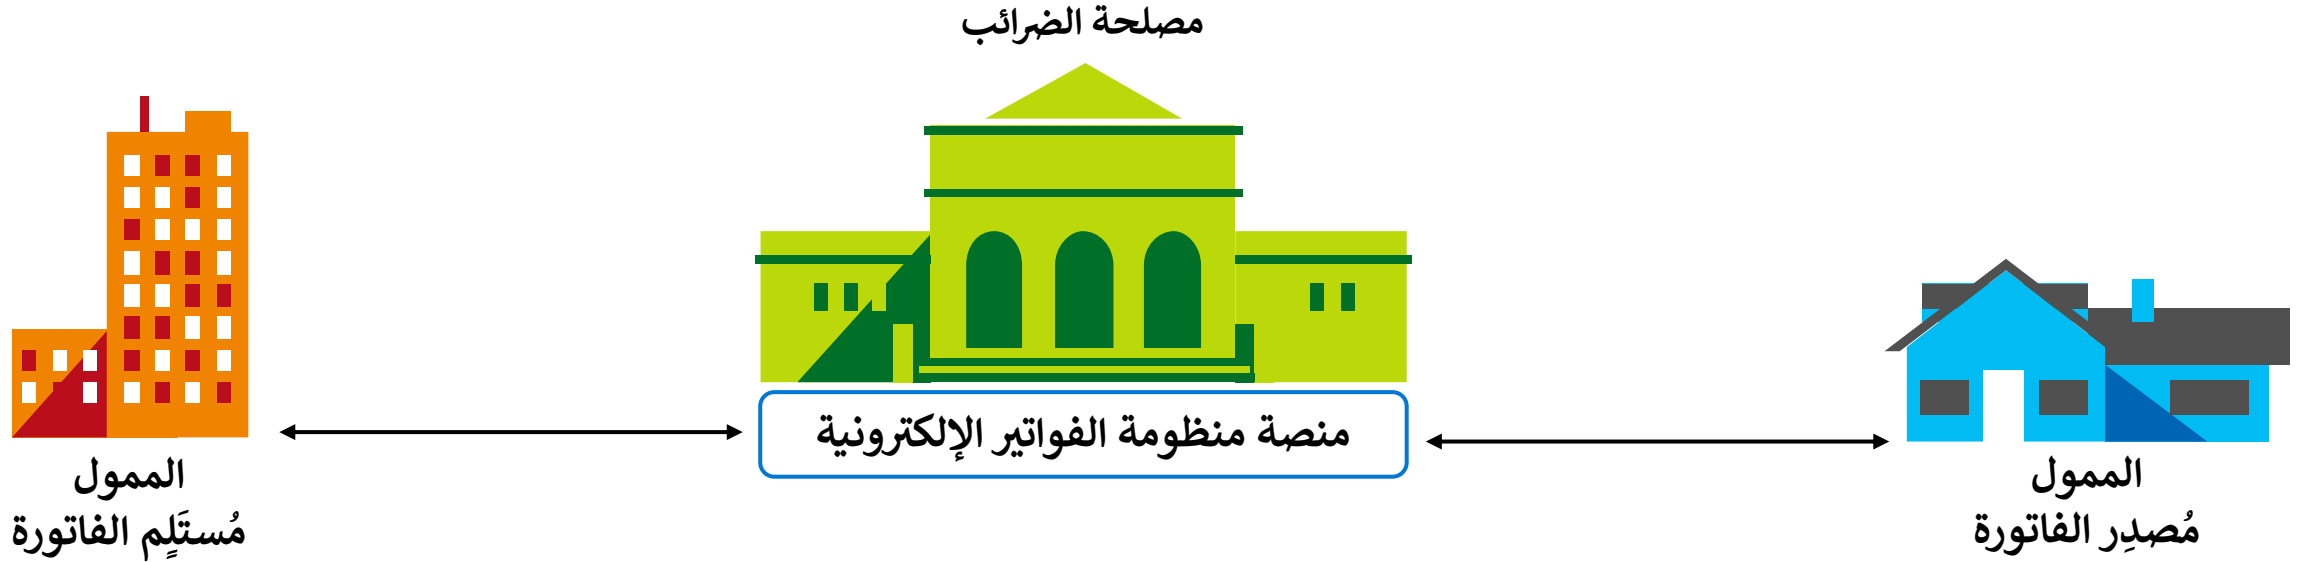 مصلحة الضرائب
منصة منظومة الفواتير الإلكترونية
الممول
مُصدِر الفاتورة
الممول
مُستَلٍم الفاتورة